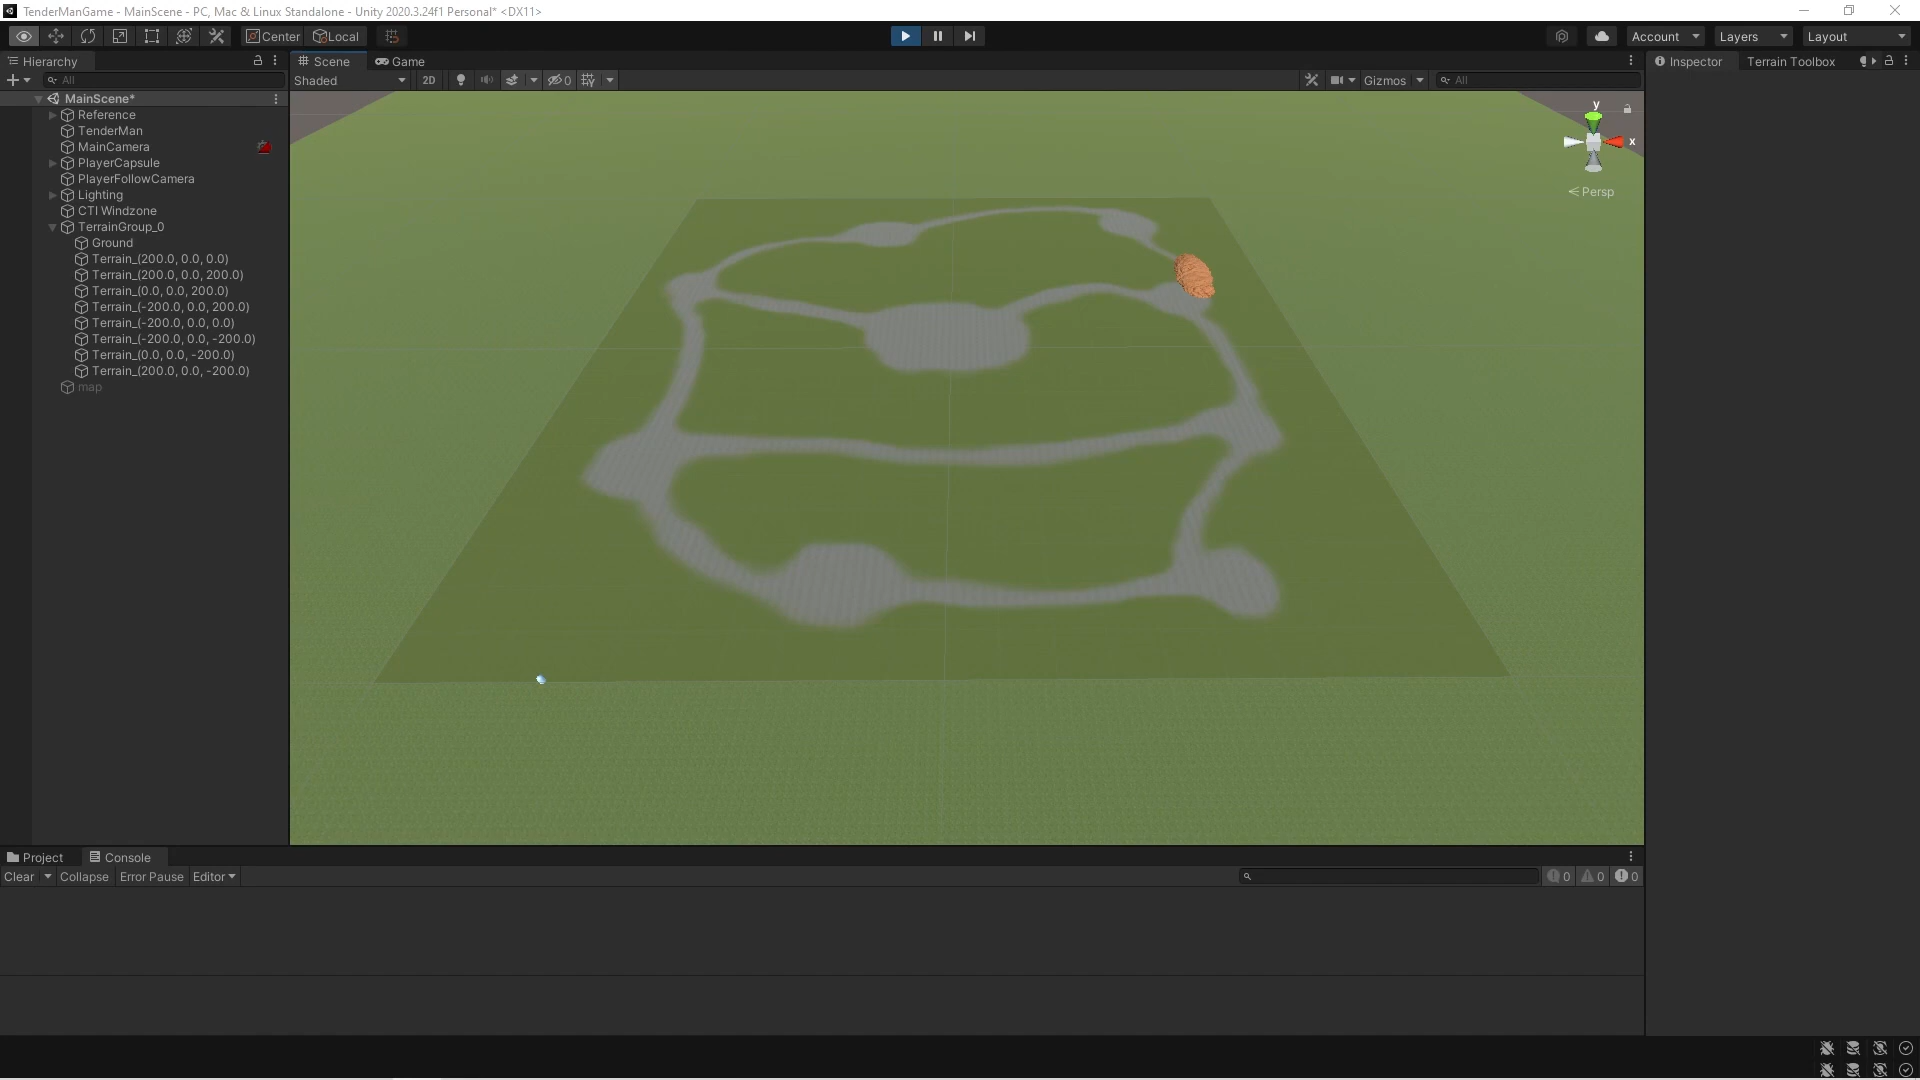 TenderManGame - MainScene - PC, Mac & Linux Standalone - Unity 2020.3.24f1 Personal* <DX11>
Center Local Account Layers Layout
Hierarchy Scene Game Inspector Terrain Toolbox
All Shaded 2D 0 Gizmos All
MainScene*
Reference
TenderMan
MainCamera
PlayerCapsule
PlayerFollowCamera
Lighting
CTI Windzone
TerrainGroup_0
Ground
Terrain_(200.0, 0.0, 0.0)
Terrain_(200.0, 0.0, 200.0)
Terrain_(0.0, 0.0, 200.0)
Terrain_(-200.0, 0.0, 200.0)
Terrain_(-200.0, 0.0, 0.0)
Terrain_(-200.0, 0.0, -200.0)
Terrain_(0.0, 0.0, -200.0)
Terrain_(200.0, 0.0, -200.0)
map
y
x
Persp
Project Console
Clear Collapse Error Pause Editor 0 0 0